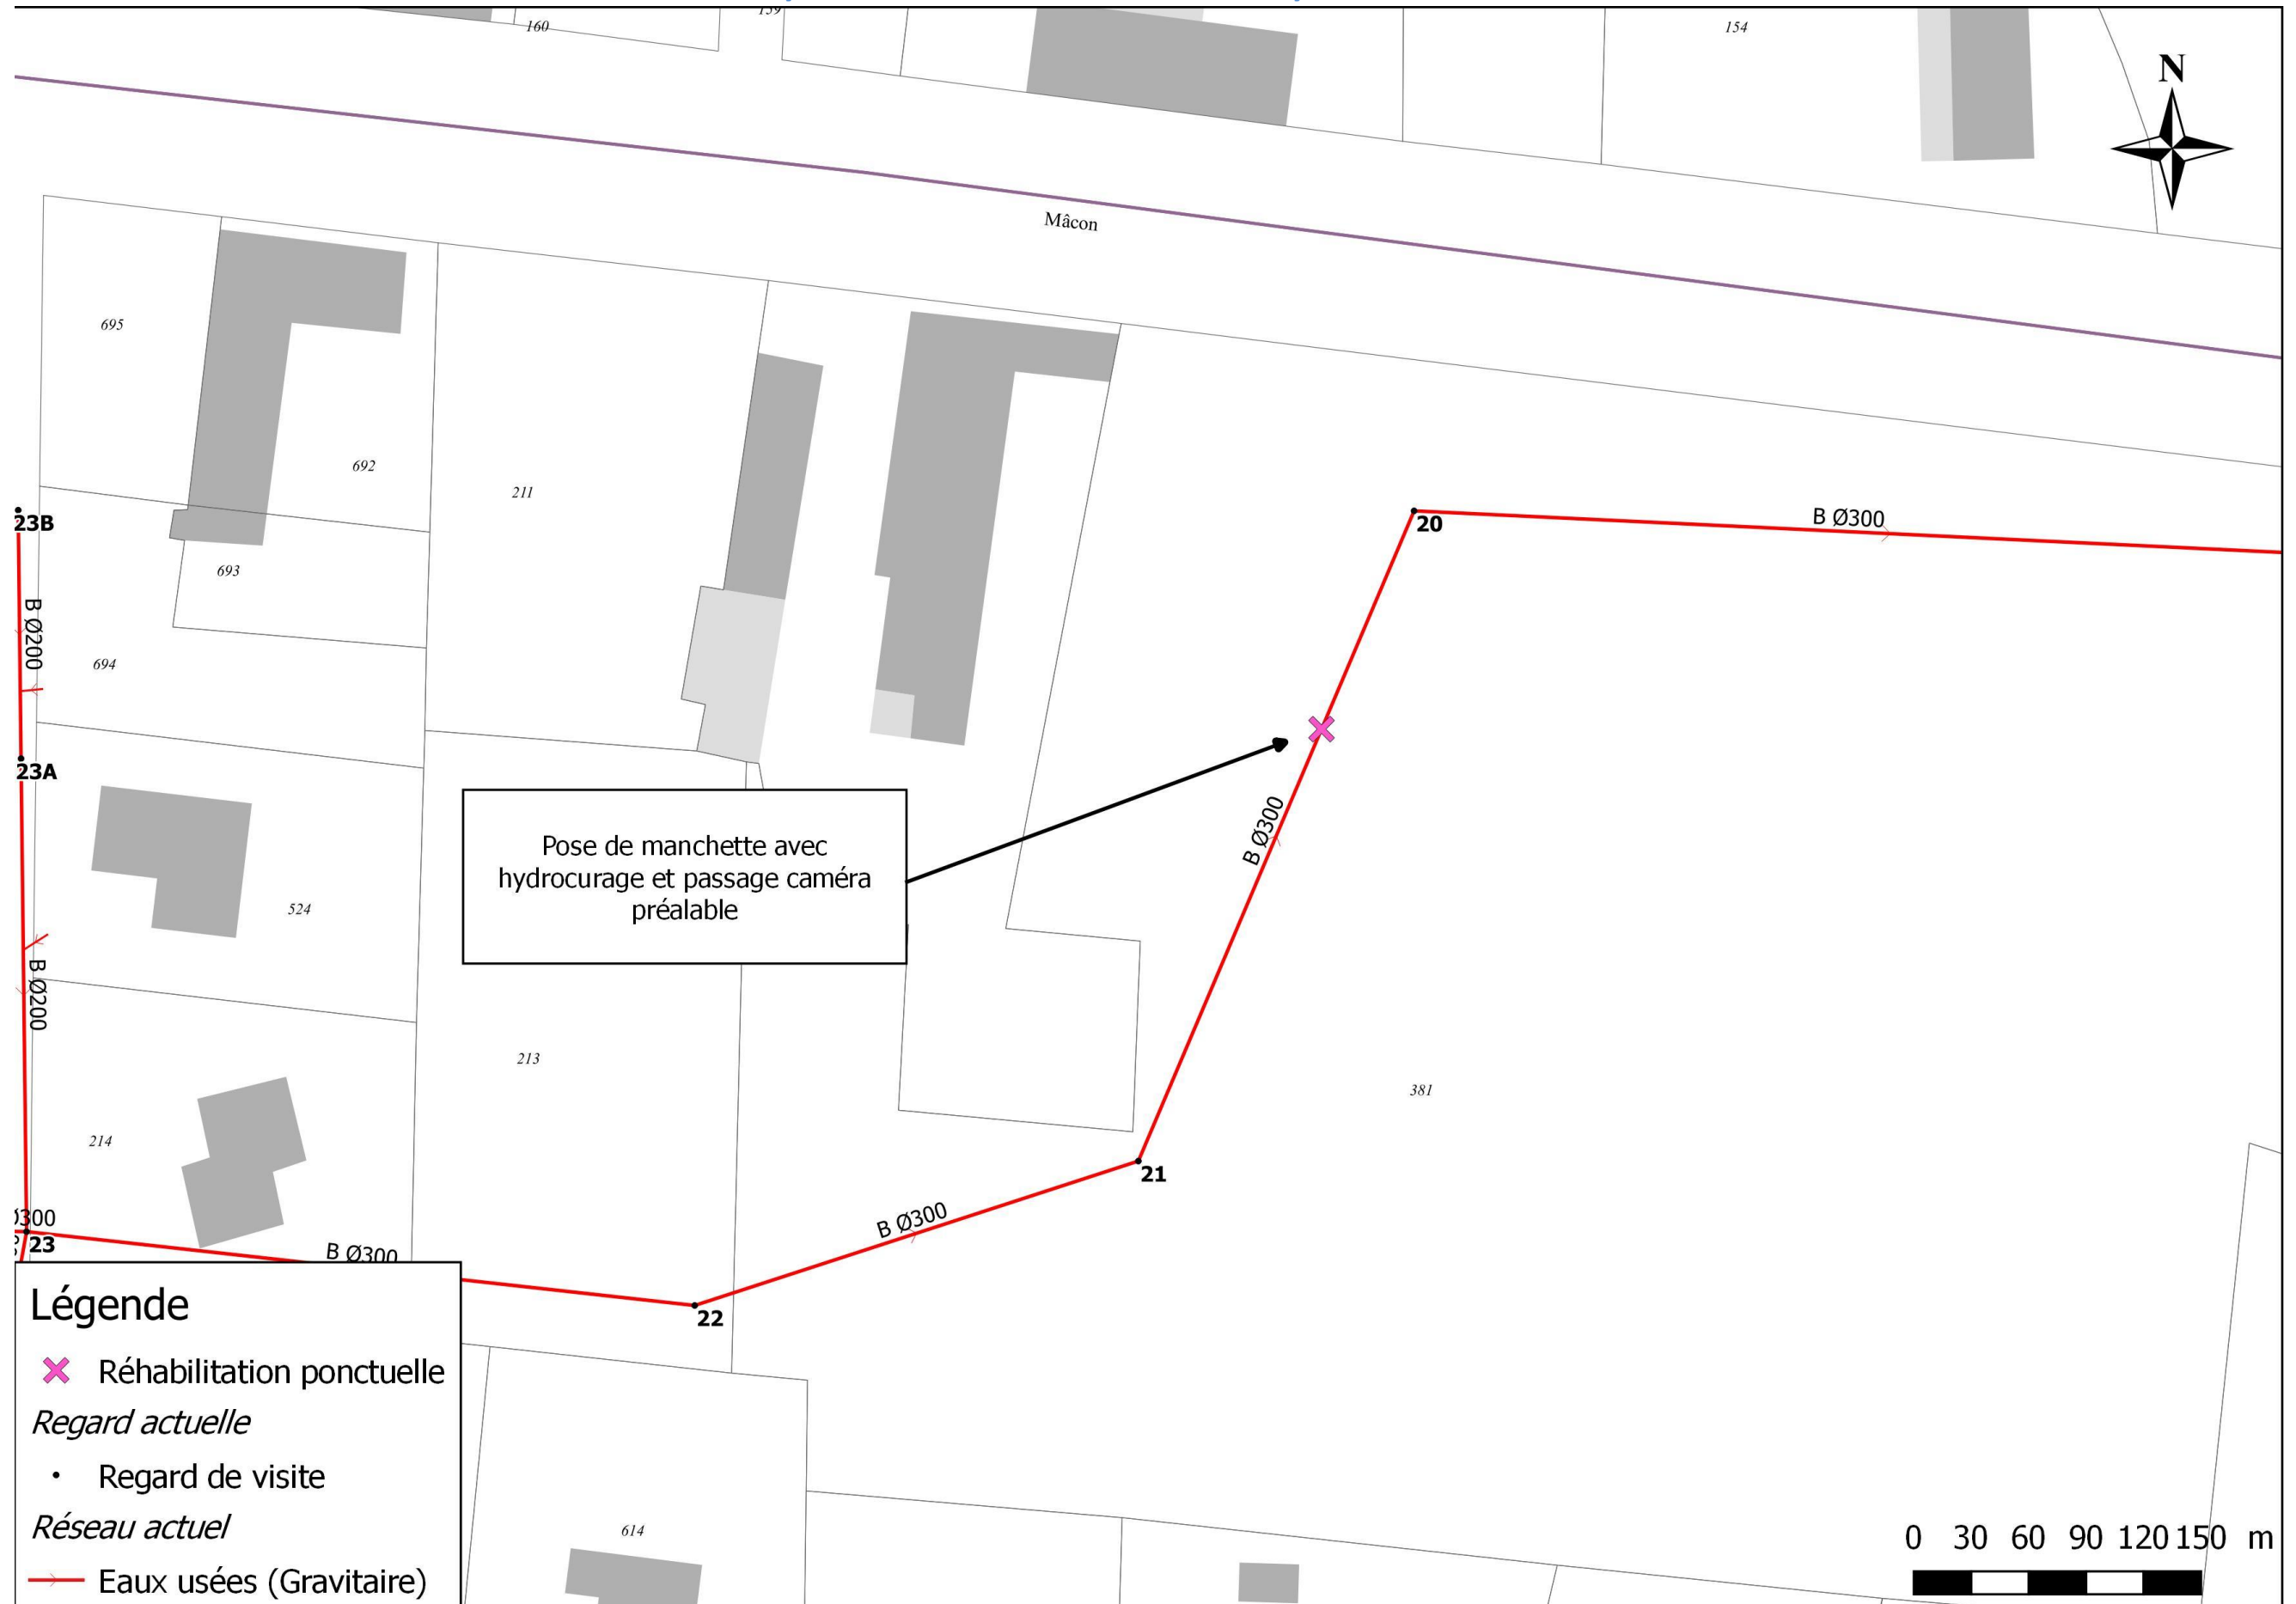 160
154
N
Mâcon
695
692
211
23B
20
B Ø300
693
B Ø200
694
23A
B Ø300
Pose de manchette avec
hydrocurage et passage caméra
préalable
524
B Ø200
213
381
214
21
B Ø300
23
B Ø300
22
Légende
Réhabilitation ponctuelle
Regard actuelle
Regard de visite
Réseau actuel
Eaux usées (Gravitaire)
614
0 30 60 90 120 150 m